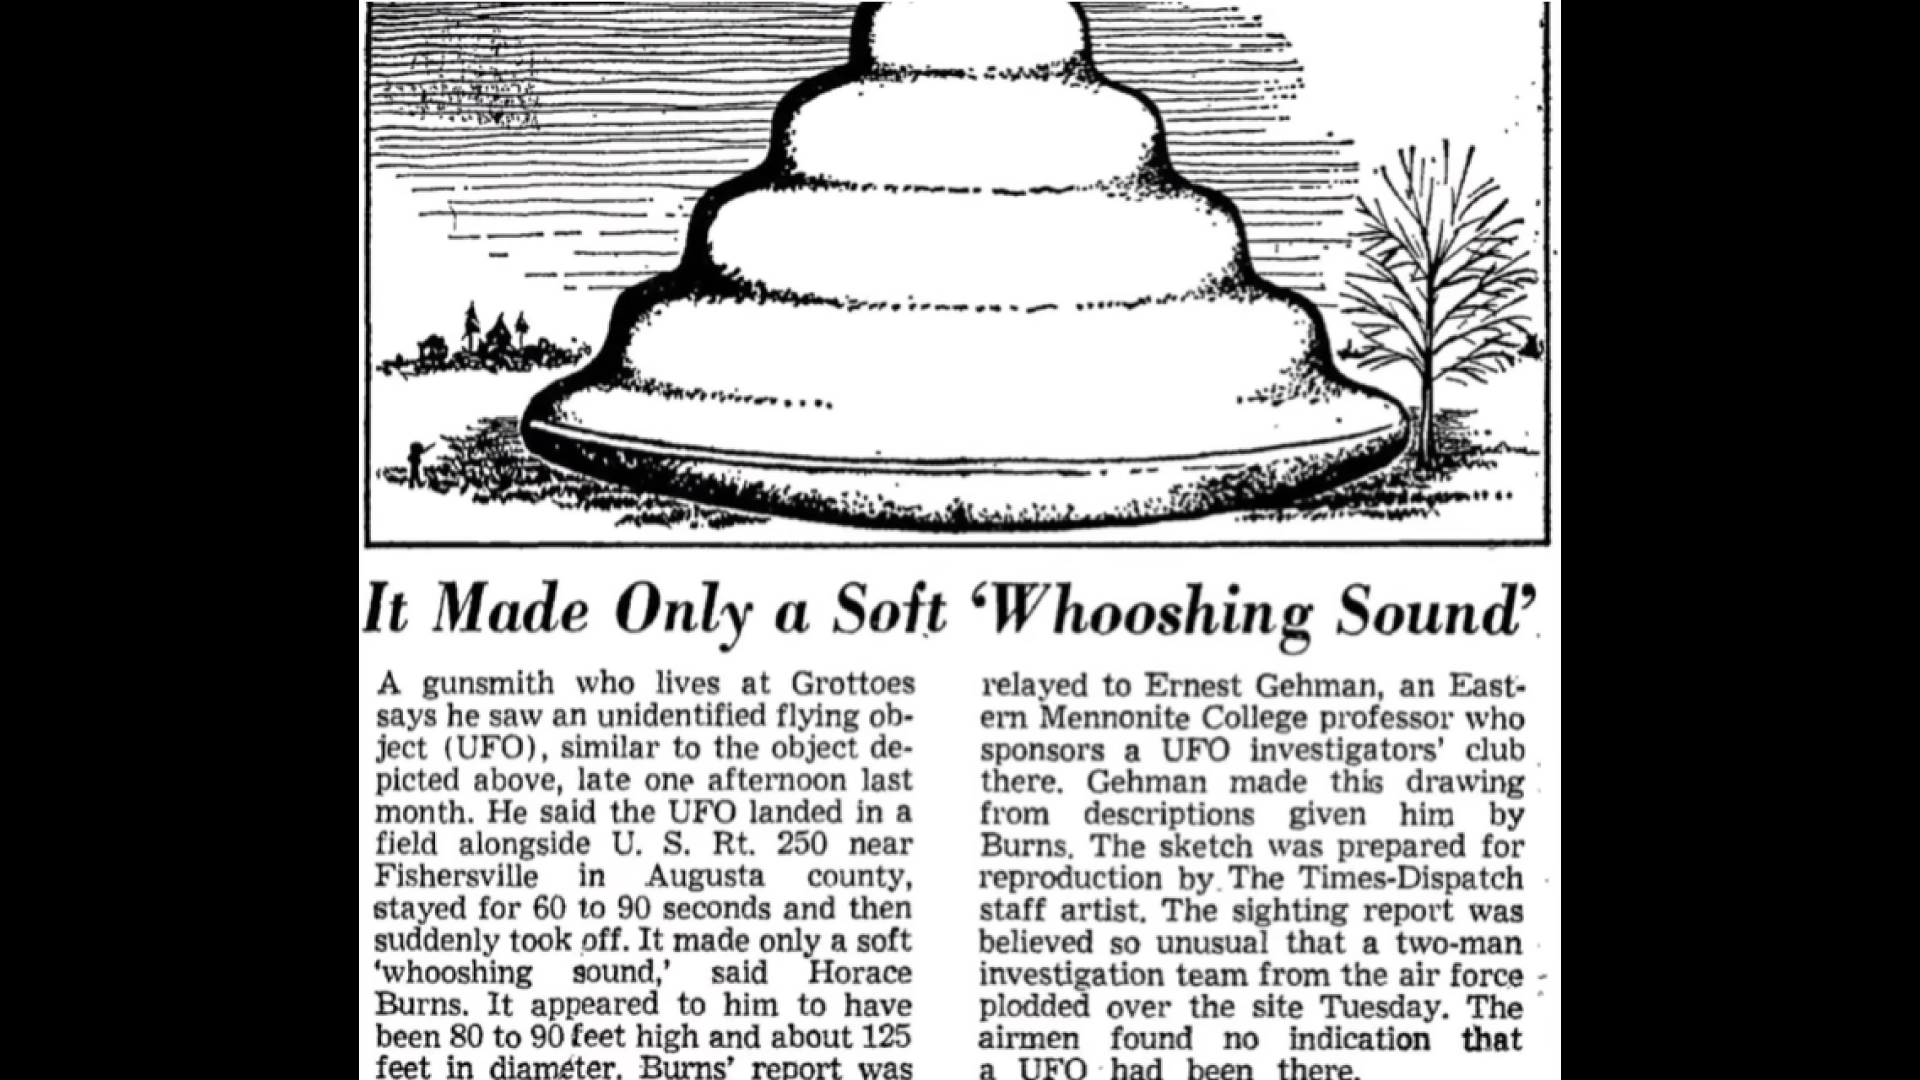 It Made Only a Soft ‘Whooshing Sound’
A gunsmith who lives at Grottoes
says he saw an unidentified flying ob-
ject (UFO), similar to the object de-
picted above, late one afternoon last
month. He said the UFO landed in a
field alongside U. S. Rt. 250 near
Fishersville in Augusta county,
stayed for 60 to 90 seconds and then
suddenly took off. It made only a soft
‘whooshing sound,’ said Horace
Burns. It appeared to him to have
been 80 to 90 feet high and about 125
feet in diameter. Burns’ report was
relayed to Ernest Gehman, an East-
ern Mennonite College professor who
sponsors a UFO investigators’ club
there. Gehman made this drawing
from descriptions given him by
Burns. The sketch was prepared for
reproduction by The Times-Dispatch
staff artist. The sighting report was
believed so unusual that a two-man
investigation team from the air force
plodded over the site Tuesday. The
airmen found no indication that
a UFO had been there.